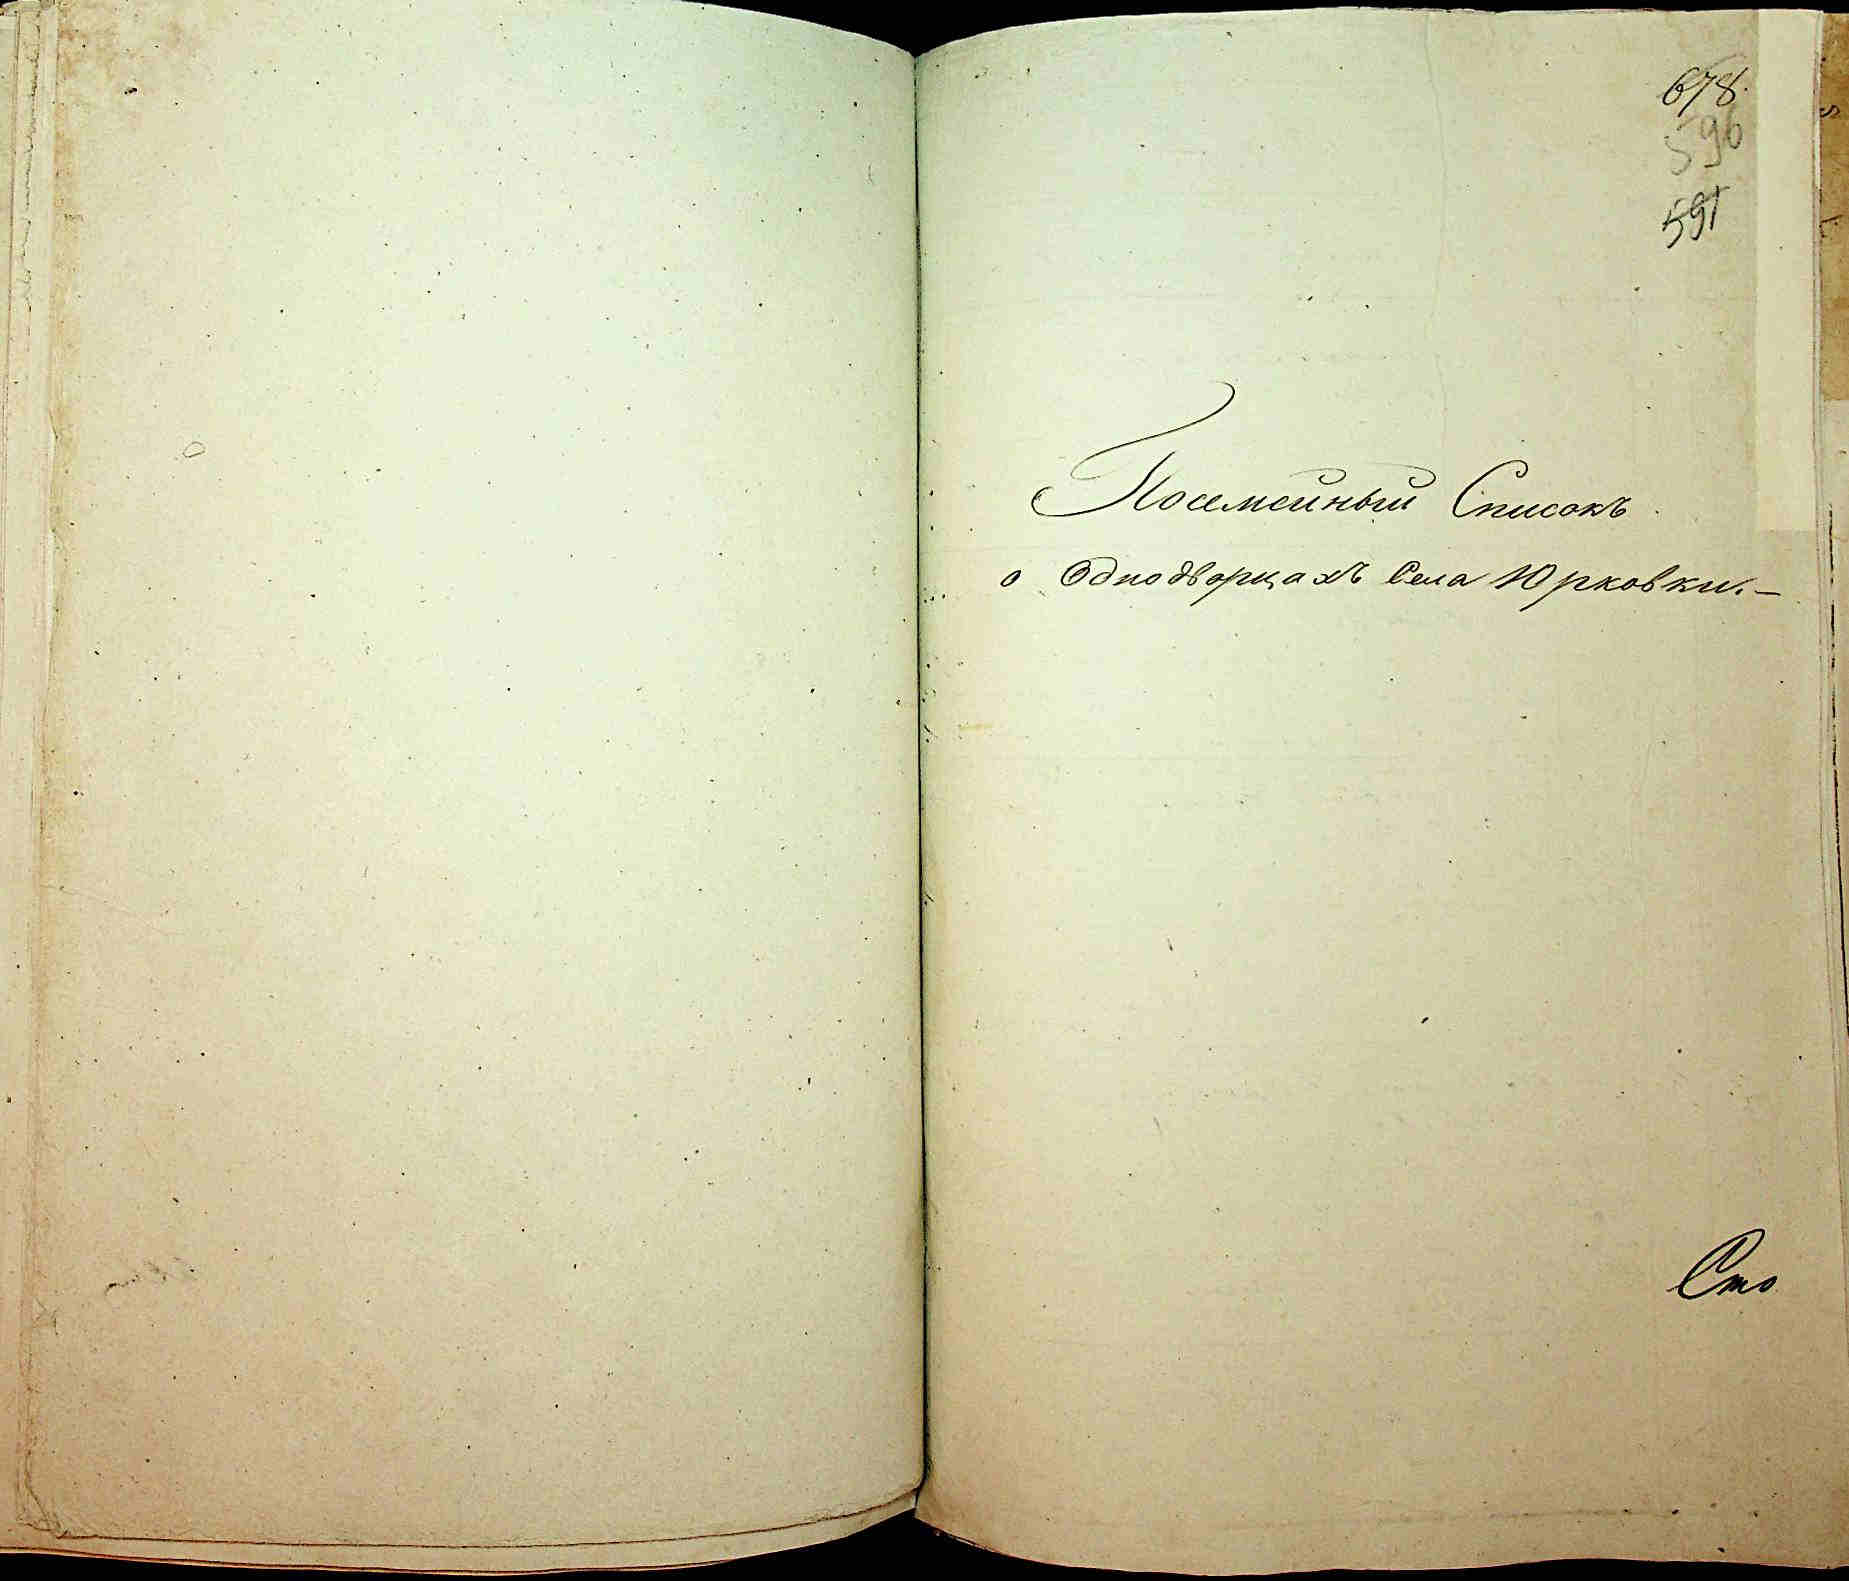 678.
596
591
Посемейный Списокъ
о Однодворцахъ Села Юрковки.—
Сто